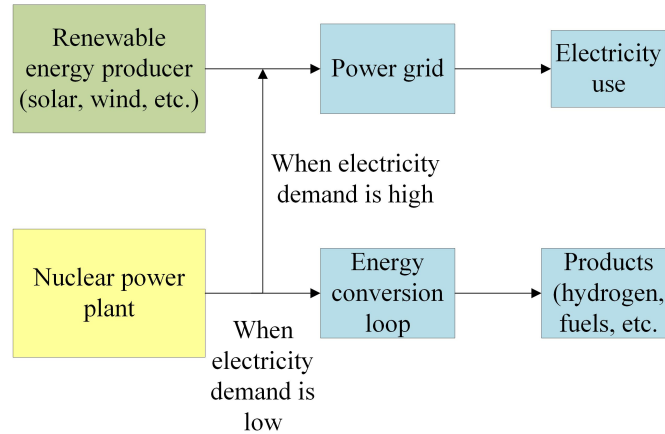 Renewable
energy producer
(solar, wind, etc.)
Power grid
Electricity
use
When electricity
demand is high
Nuclear power
plant
Energy
conversion
loop
Products
(hydrogen,
fuels, etc.
When
electricity
demand is
low